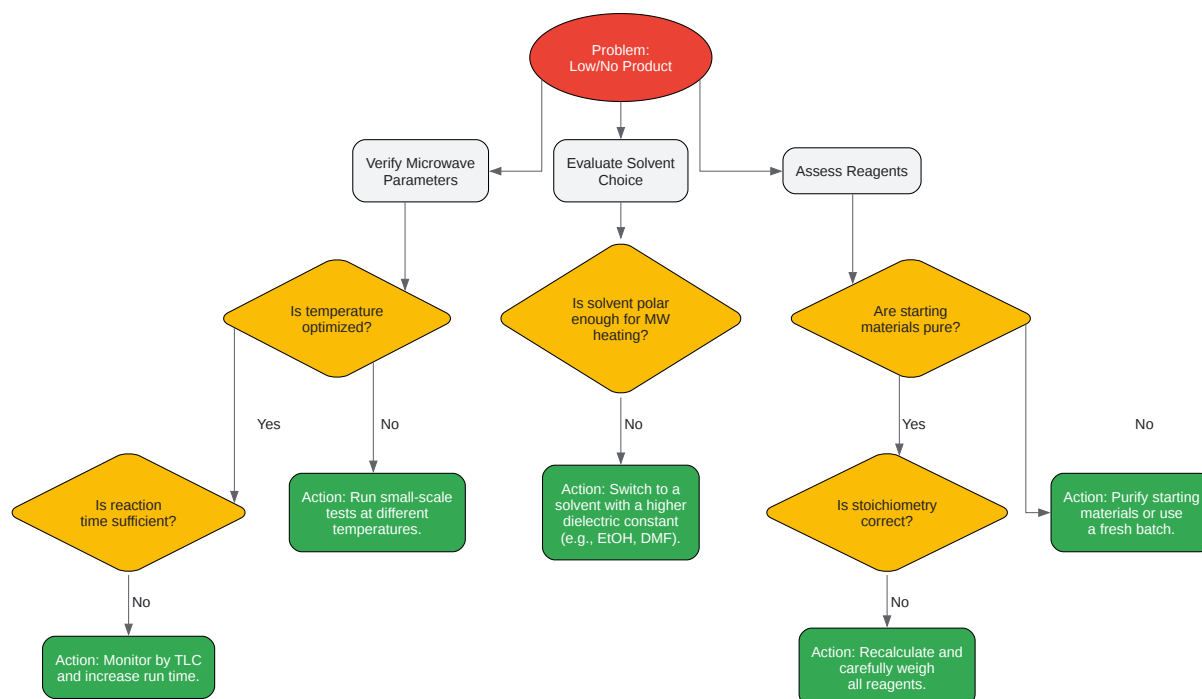 Problem:
Low/No Product
Verify Microwave
Parameters
Evaluate Solvent
Choice
Assess Reagents
Is temperature
optimized?
Is solvent polar
enough for MW
heating?
Are starting
materials pure?
Yes
No
No
Yes
No
Is reaction
time sufficient?
Action: Run small-scale
tests at different
temperatures.
Action: Switch to a
solvent with a higher
dielectric constant
(e.g., EtOH, DMF).
Is stoichiometry
correct?
Action: Purify starting
materials or use
a fresh batch.
No
No
Action: Monitor by TLC
and increase run time.
Action: Recalculate and
carefully weigh
all reagents.